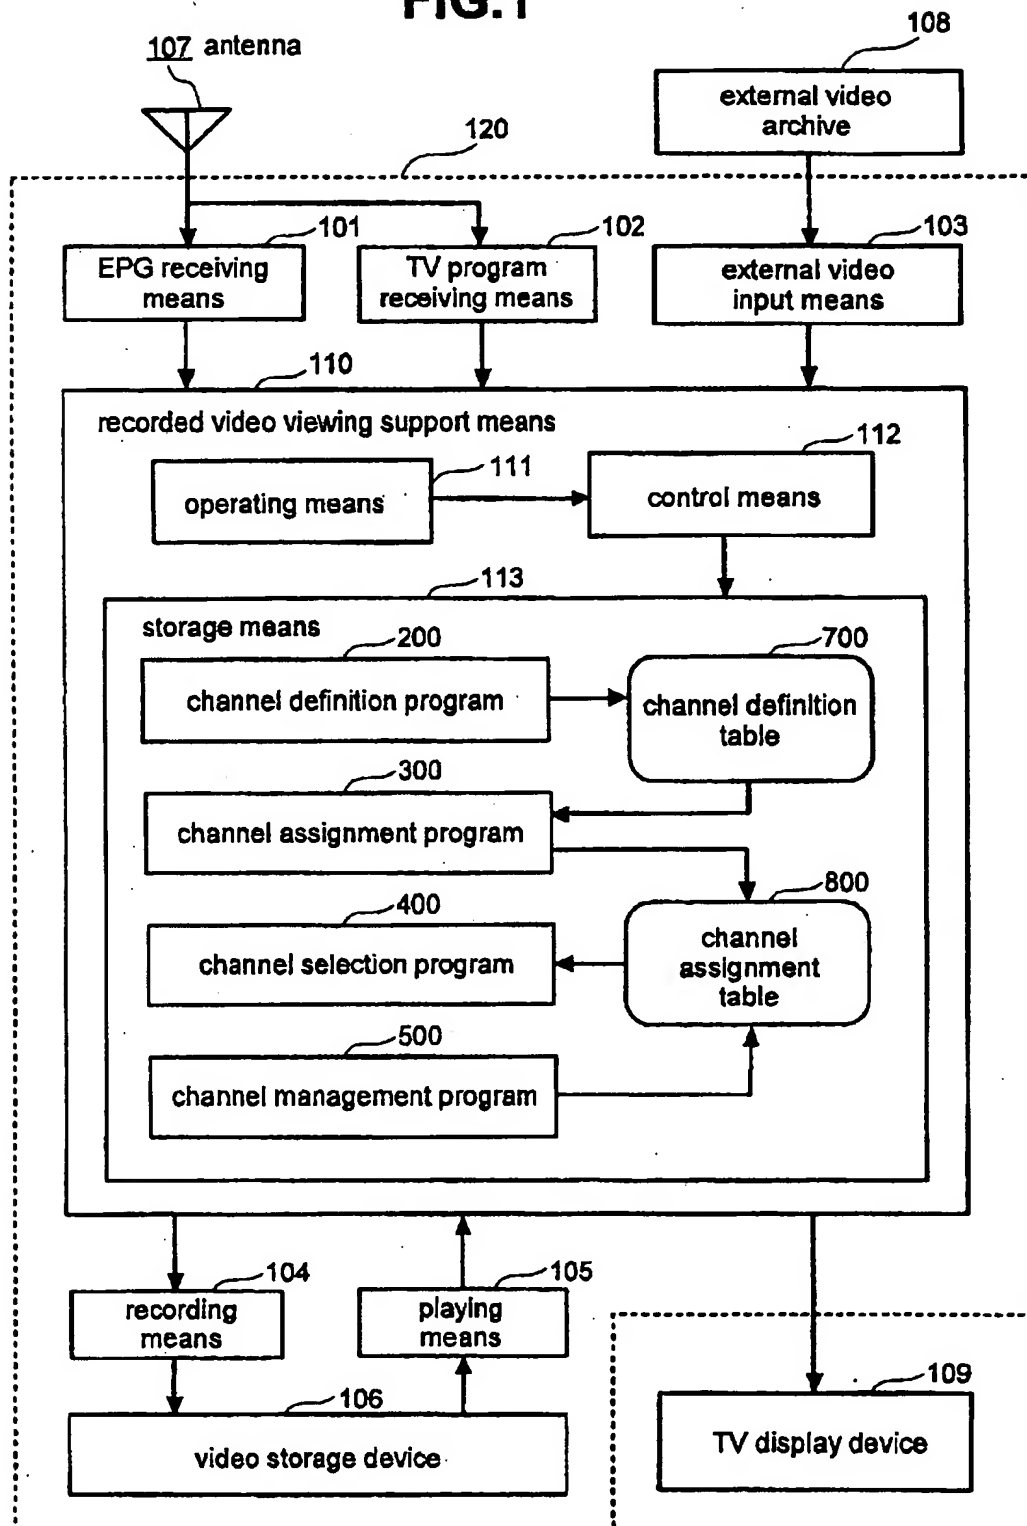 FIG.1
107 antenna
108
external video
archive
120
101
EPG receiving
means
102
TV program
receiving means
103
external video
input means
110
recorded video viewing support means
111
operating means
112
control means
113
storage means
200
channel definition program
700
channel definition
table
300
channel assignment program
800
channel
assignment
table
400
channel selection program
500
channel management program
104
recording
means
105
playing
means
106
video storage device
109
TV display device